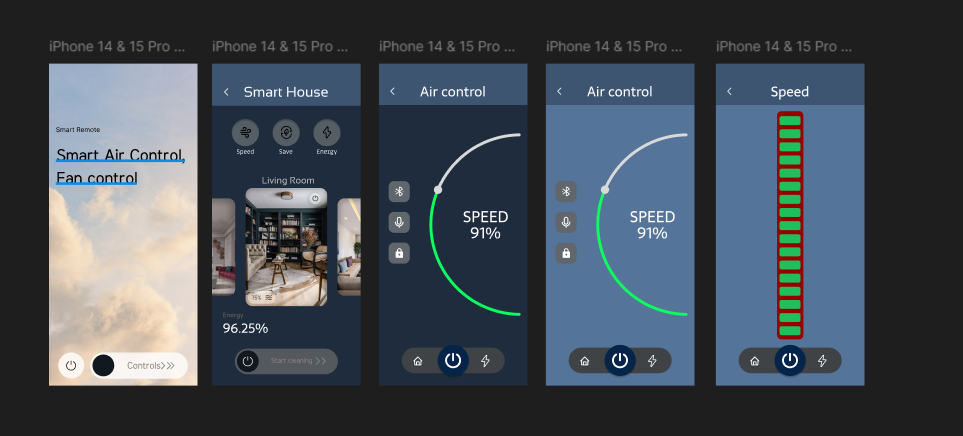 iPhone 14 & 15 Pro ...
iPhone 14 & 15 Pro ...
iPhone 14 & 15 Pro ...
iPhone 14 & 15 Pro ...
iPhone 14 & 15 Pro ...
Smart Remote
Smart Air Control,
Fan control
Controls>>>
< Smart House
Speed Save Energy
Living Room
75%
Energy
96.25%
Start cleaning >>
< Air control
SPEED
91%
< Air control
SPEED
91%
< Speed